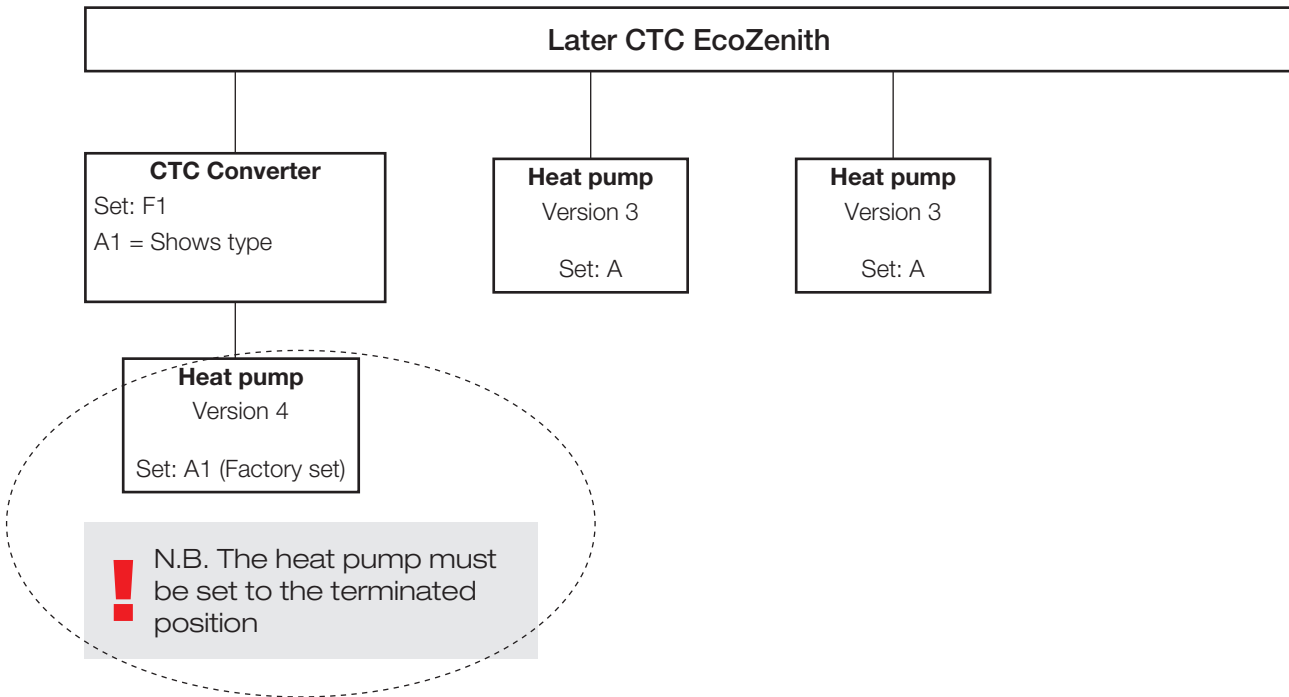 Later CTC EcoZenith
CTC Converter
Set: F1
A1 = Shows type
Heat pump
Version 3
Set: A
Heat pump
Version 3
Set: A
Heat pump
Version 4
Set: A1 (Factory set)
! N.B. The heat pump must
be set to the terminated
position